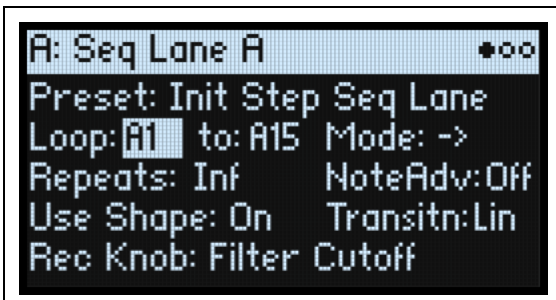 A: Seq Lane A
Preset: Init Step Seq Lane
Loop: A1 to: A15 Mode: ->
Repeats: Inf NoteAdv: Off
Use Shape: On Transitn: Lin
Rec Knob: Filter Cutoff